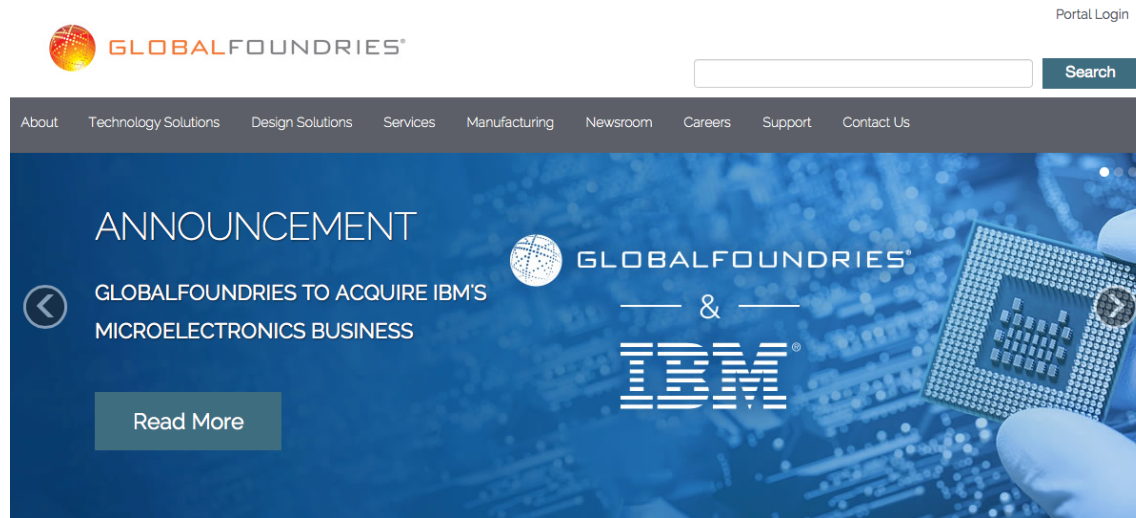 Portal Login
GLOBALFOUNDRIES®
Search
About Technology Solutions Design Solutions Services Manufacturing Newsroom Careers Support Contact Us
ANNOUNCEMENT
GLOBALFOUNDRIES TO ACQUIRE IBM'S
MICROELECTRONICS BUSINESS
Read More
GLOBALFOUNDRIES®
&
IBM®